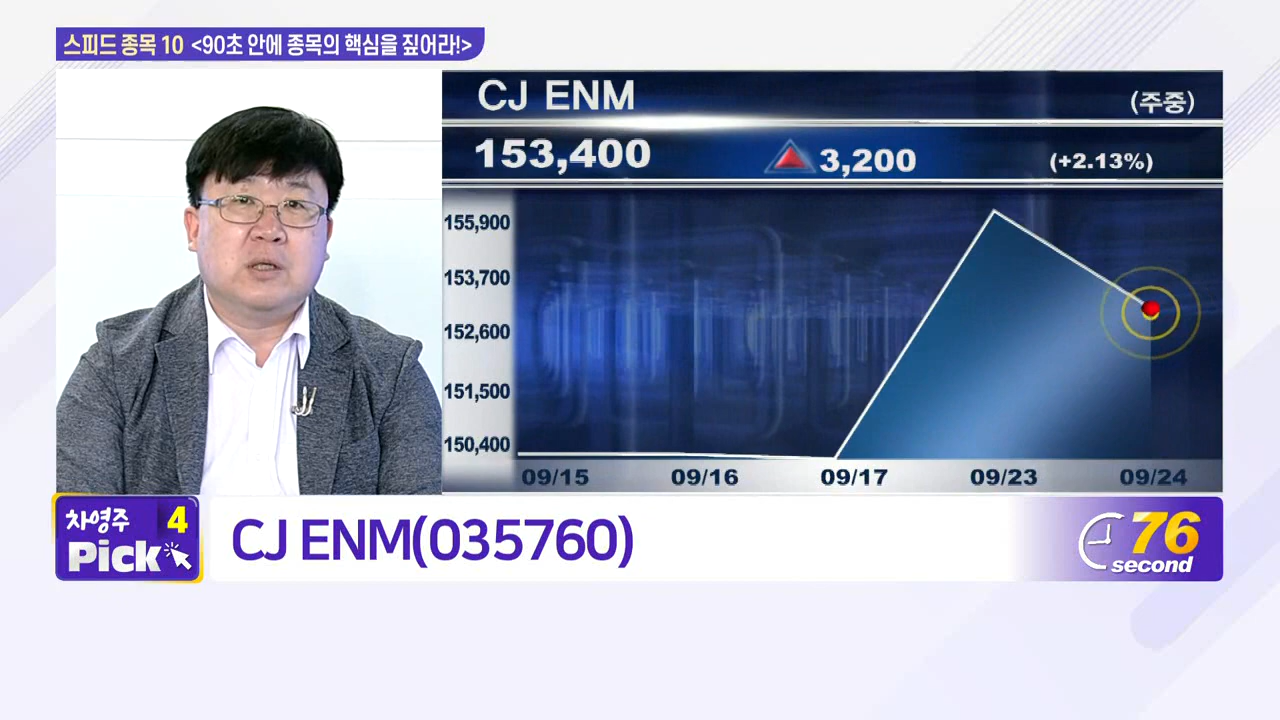 스피드 종목 10 <90초 안에 종목의 핵심을 짚어라!>
CJ ENM (주중)
153,400 ▲ 3,200 (+2.13%)
155,900
153,700
152,600
151,500
150,400
09/15 09/16 09/17 09/23 09/24
차영주 4
Pick
CJ ENM(035760)
76
second